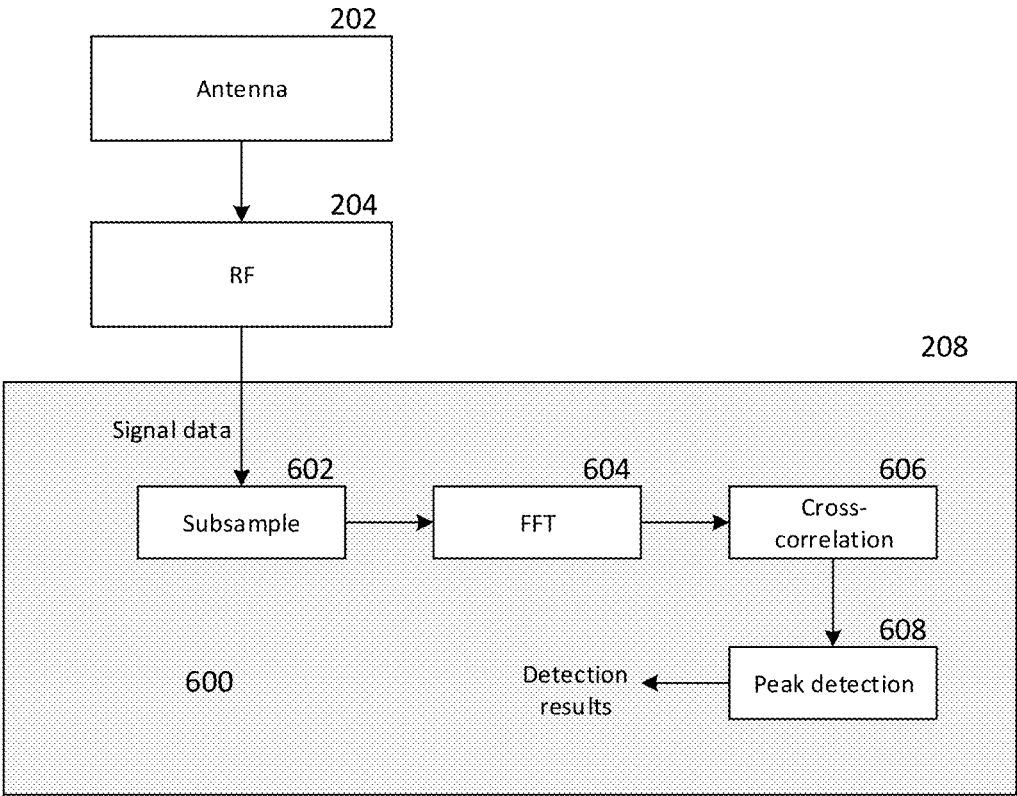 202
Antenna
204
RF
208
Signal data
602
Subsample
604
FFT
606
Cross-
correlation
608
Peak detection
Detection
results
600